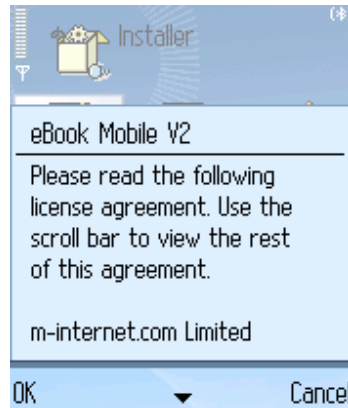 Installer
eBook Mobile V2
Please read the following
license agreement. Use the
scroll bar to view the rest
of this agreement.
m-internet.com Limited
OK
Cancel